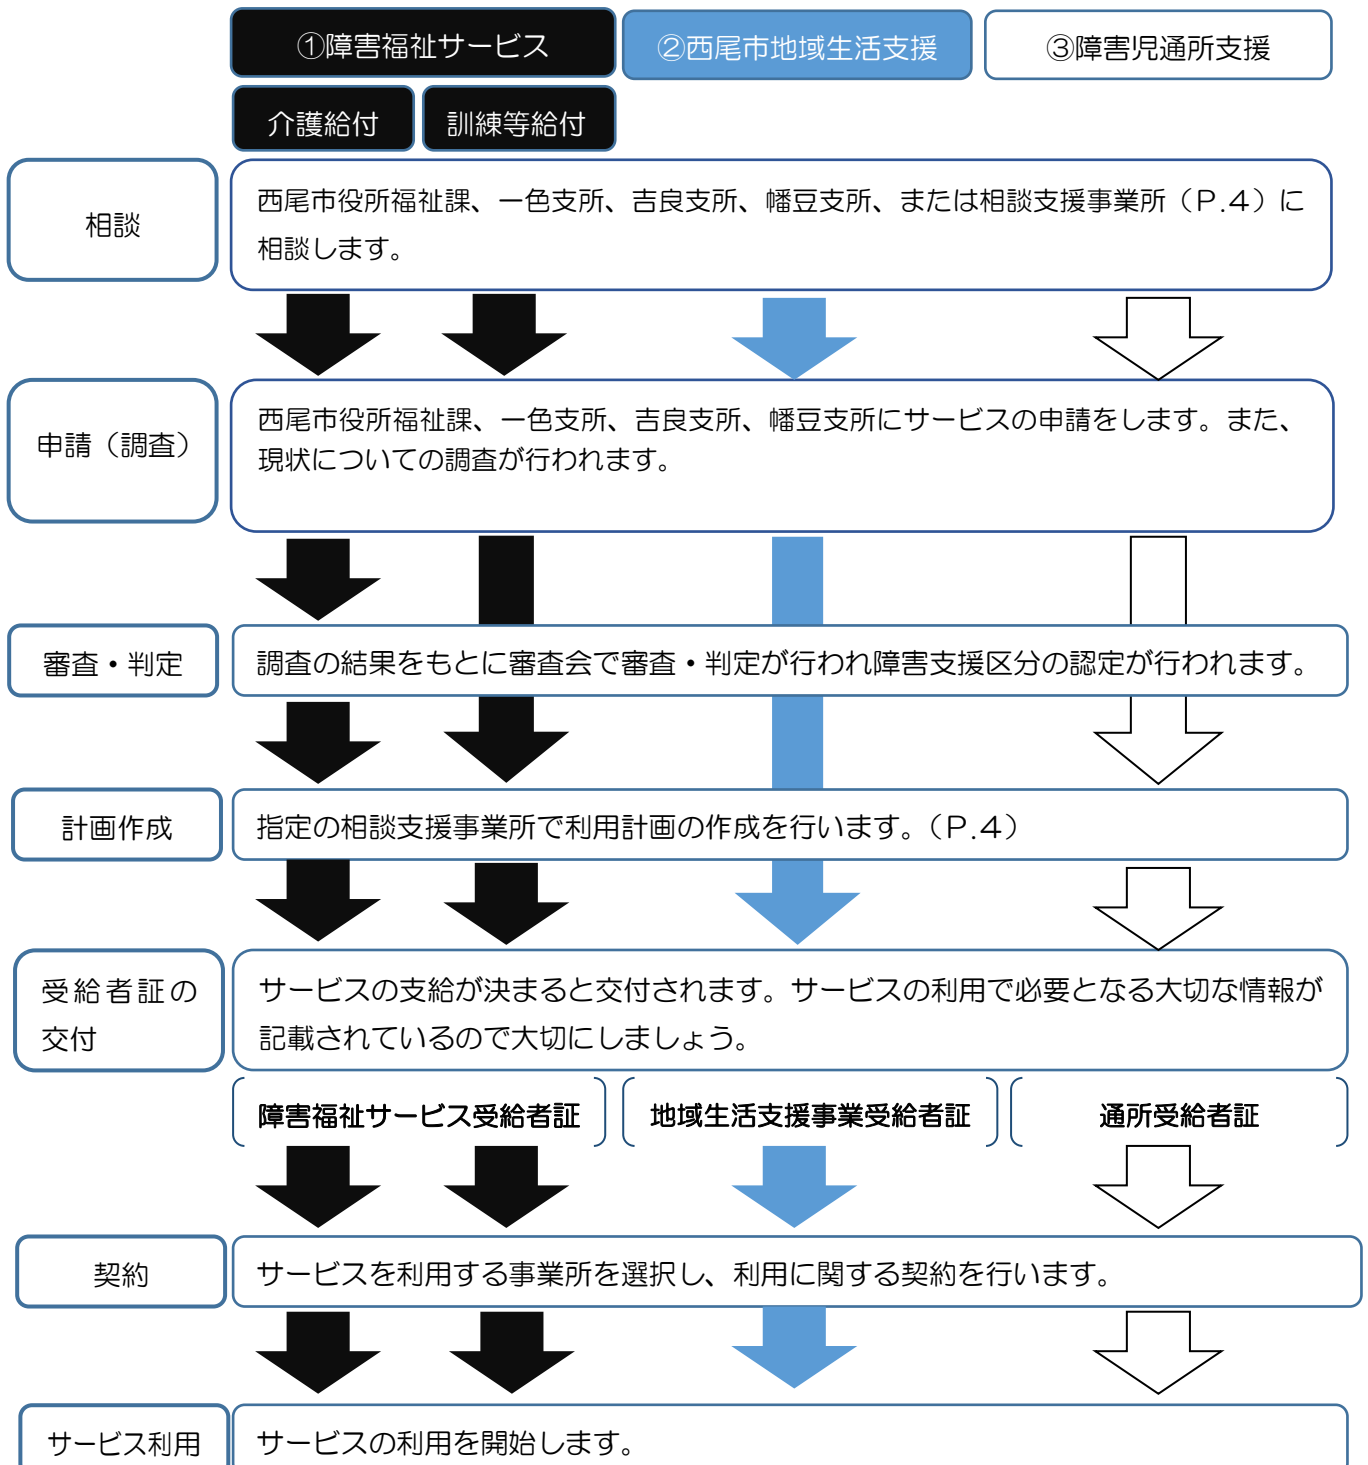 ①障害福祉サービス
②西尾市地域生活支援
③障害児通所支援
介護給付
訓練等給付
相談
西尾市役所福祉課、一色支所、吉良支所、幡豆支所、または相談支援事業所（P.4）に
相談します。
申請（調査）
西尾市役所福祉課、一色支所、吉良支所、幡豆支所にサービスの申請をします。また、
現状についての調査が行われます。
審査・判定
調査の結果をもとに審査会で審査・判定が行われ障害支援区分の認定が行われます。
計画作成
指定の相談支援事業所で利用計画の作成を行います。（P.4）
受給者証の
交付
サービスの支給が決まると交付されます。サービスの利用で必要となる大切な情報が
記載されているので大切にしましょう。
障害福祉サービス受給者証
地域生活支援事業受給者証
通所受給者証
契約
サービスを利用する事業所を選択し、利用に関する契約を行います。
サービス利用
サービスの利用を開始します。